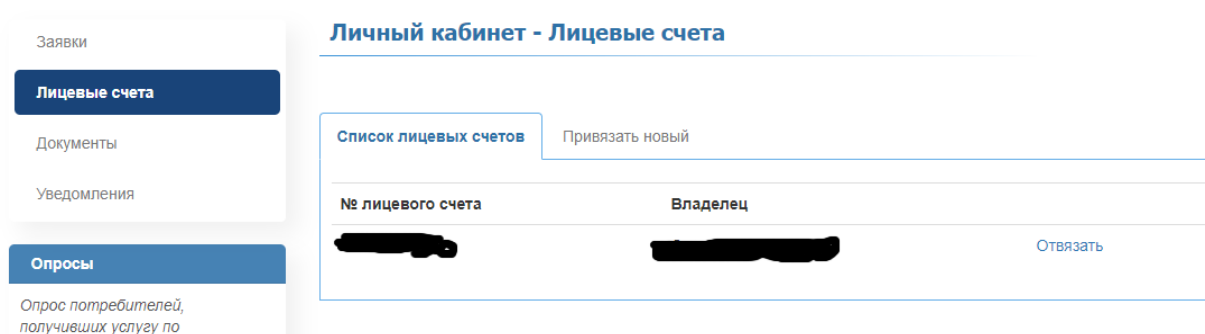 Заявки
Лицевые счета
Документы
Уведомления
Опросы
Опрос потребителей,
получивших услугу по
Личный кабинет - Лицевые счета
Список лицевых счетов Привязать новый
№ лицевого счета Владелец
Отвязать